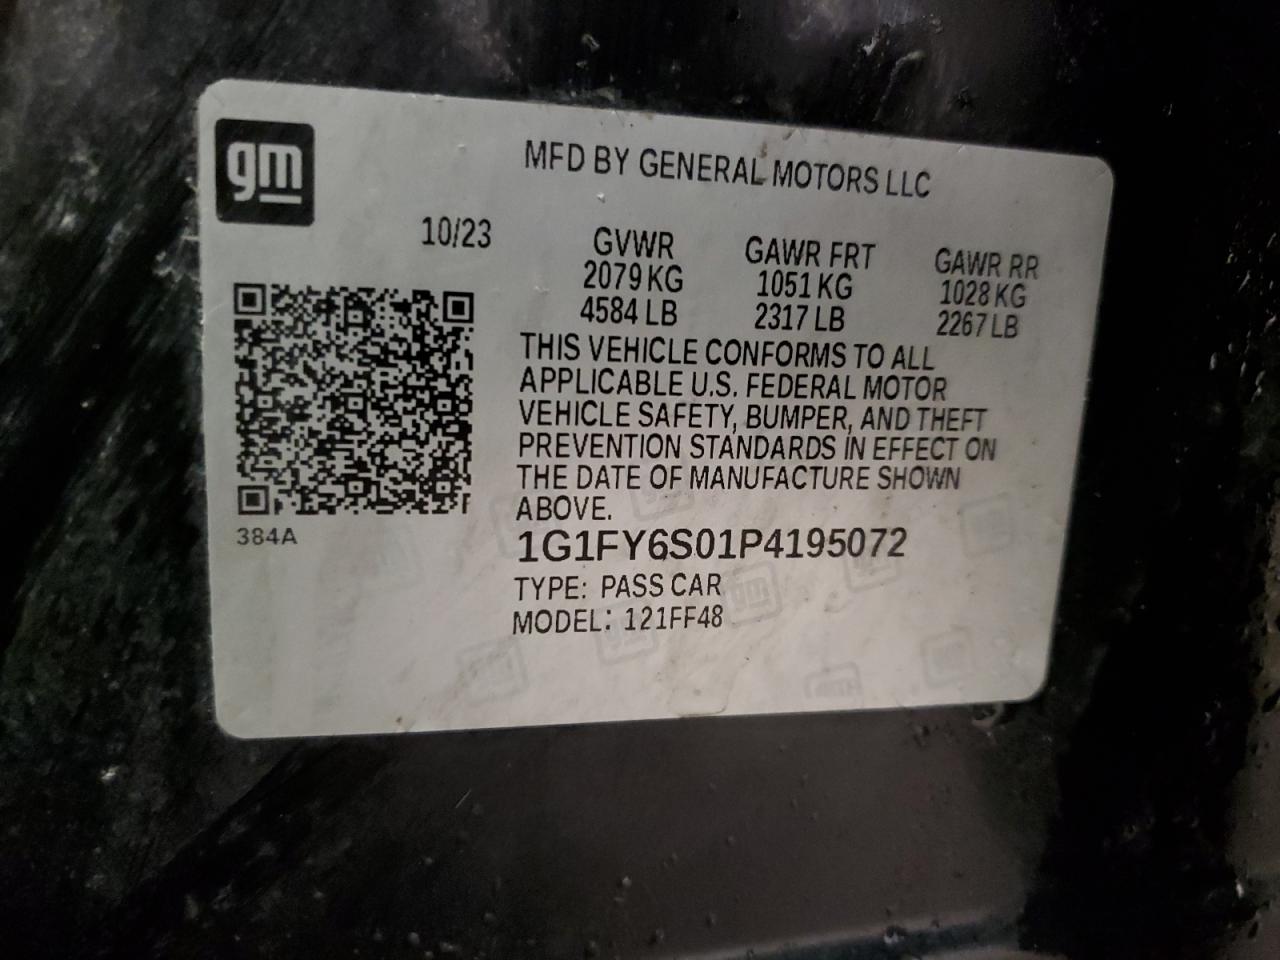 gm
MFD BY GENERAL MOTORS LLC
10/23
GVWR GAWR FRT GAWR RR
2079 KG 1051 KG 1028 KG
4584 LB 2317 LB 2267 LB
THIS VEHICLE CONFORMS TO ALL
APPLICABLE U.S. FEDERAL MOTOR
VEHICLE SAFETY, BUMPER, AND THEFT
PREVENTION STANDARDS IN EFFECT ON
THE DATE OF MANUFACTURE SHOWN
ABOVE.
384A
1G1FY6S01P4195072
TYPE: PASS CAR
MODEL: 121FF48